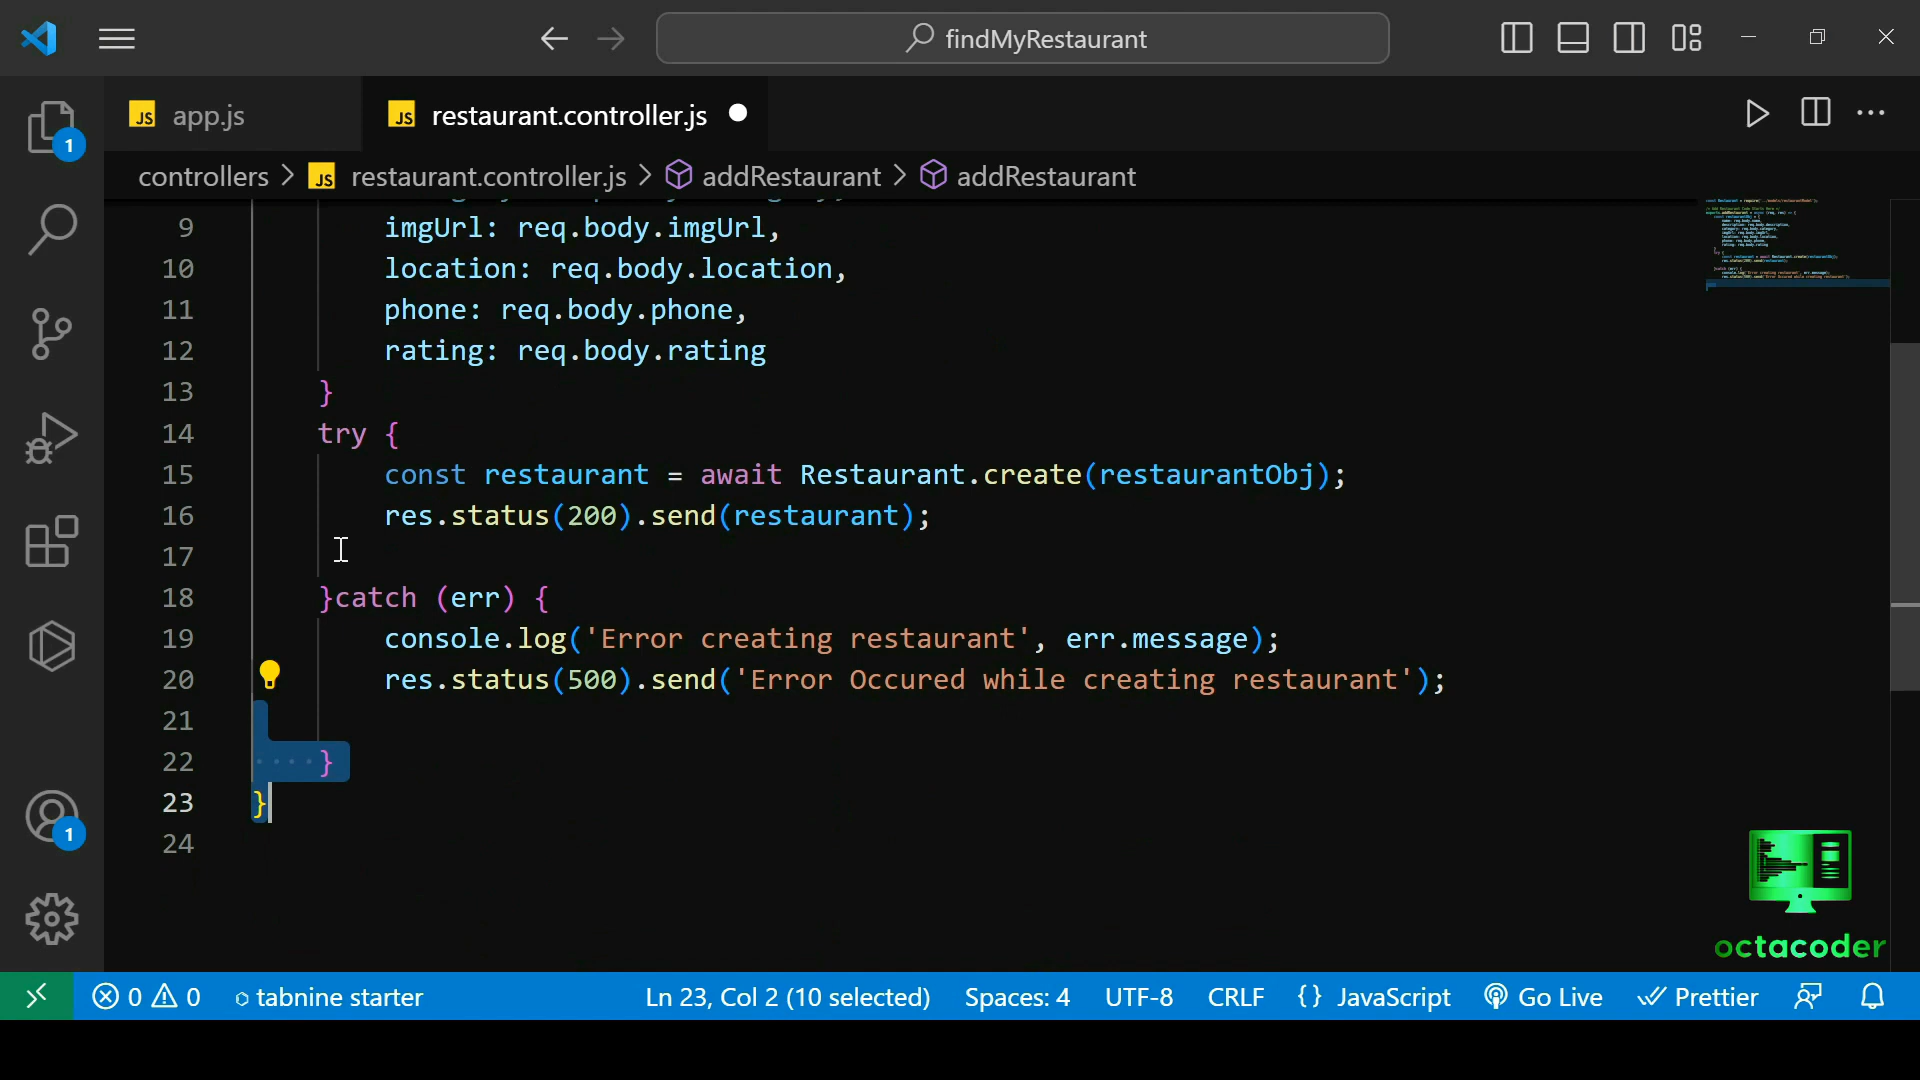 findMyRestaurant
1
JS app.js
JS restaurant.controller.js
controllers > JS restaurant.controller.js > addRestaurant > addRestaurant
9 imgUrl: req.body.imgUrl,
10 location: req.body.location,
11 phone: req.body.phone,
12 rating: req.body.rating
13 }
14 try {
15 const restaurant = await Restaurant.create(restaurantObj);
16 res.status(200).send(restaurant);
17
18 }catch (err) {
19 console.log('Error creating restaurant', err.message);
20 res.status(500).send('Error Occured while creating restaurant');
21
22 }
23 }
24
1
octacoder
0 0 tabnine starter Ln 23, Col 2 (10 selected) Spaces: 4 UTF-8 CRLF {} JavaScript Go Live Prettier